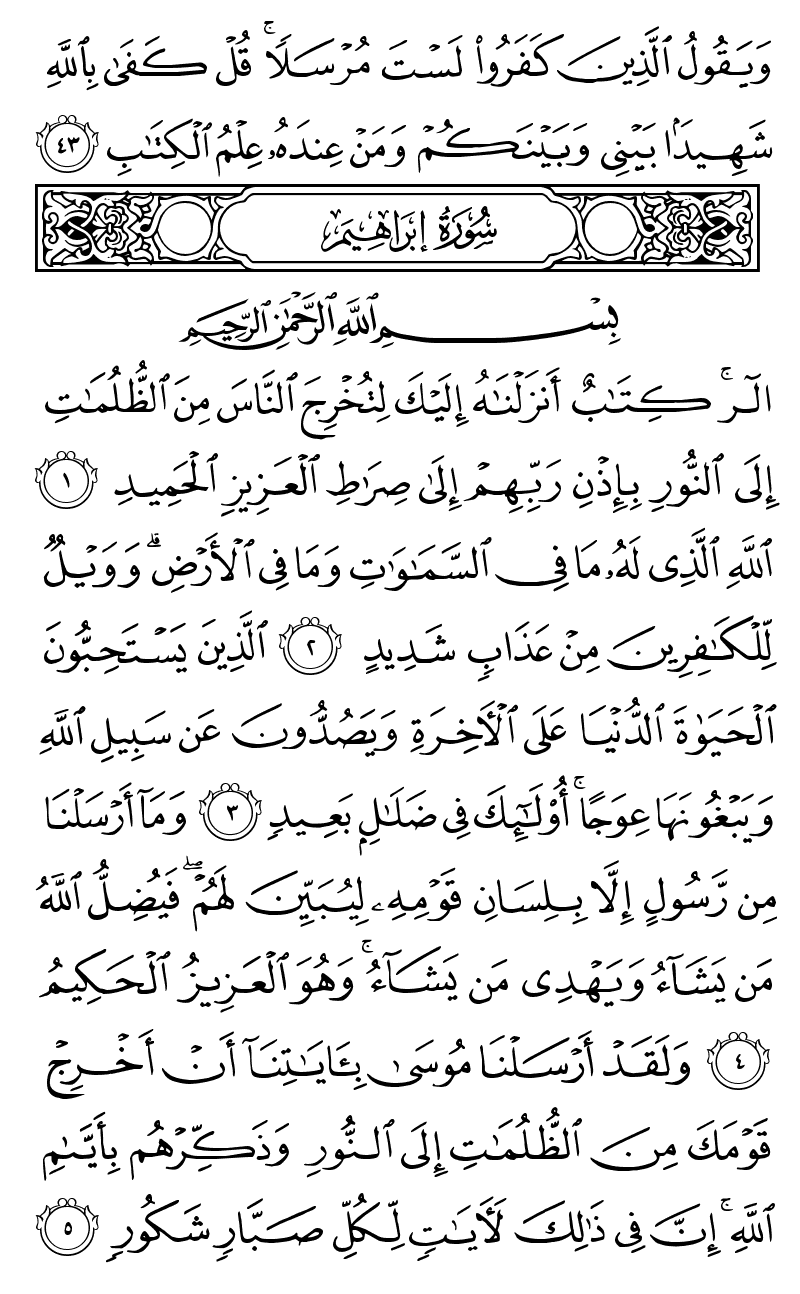 وَيَقُولُ ٱلَّذِينَ كَفَرُوا۟ لَسْتَ مُرْسَلًا ۚ قُلْ كَفَىٰ بِٱللَّهِ
شَهِيدًۢا بَيْنِى وَبَيْنَكُمْ وَمَنْ عِندَهُۥ عِلْمُ ٱلْكِتَـٰبِ ٤٣
سُورَةُ إِبْرَاهِيمَ
بِسْمِ ٱللَّهِ ٱلرَّحْمَـٰنِ ٱلرَّحِيمِ
الٓر ۚ كِتَـٰبٌ أَنزَلْنَـٰهُ إِلَيْكَ لِتُخْرِجَ ٱلنَّاسَ مِنَ ٱلظُّلُمَـٰتِ
إِلَى ٱلنُّورِ بِإِذْنِ رَبِّهِمْ إِلَىٰ صِرَٰطِ ٱلْعَزِيزِ ٱلْحَمِيدِ ١
ٱللَّهِ ٱلَّذِى لَهُۥ مَا فِى ٱلسَّمَـٰوَٰتِ وَمَا فِى ٱلْأَرْضِ ۗ وَوَيْلٌ
لِّلْكَـٰفِرِينَ مِنْ عَذَابٍ شَدِيدٍ ٢ ٱلَّذِينَ يَسْتَحِبُّونَ
ٱلْحَيَوٰةَ ٱلدُّنْيَا عَلَى ٱلْـَٔاخِرَةِ وَيَصُدُّونَ عَن سَبِيلِ ٱللَّهِ
وَيَبْغُونَهَا عِوَجًا ۚ أُو۟لَـٰٓئِكَ فِى ضَلَـٰلٍۭ بَعِيدٍ ٣ وَمَآ أَرْسَلْنَا
مِن رَّسُولٍ إِلَّا بِلِسَانِ قَوْمِهِۦ لِيُبَيِّنَ لَهُمْ ۖ فَيُضِلُّ ٱللَّهُ
مَن يَشَآءُ وَيَهْدِى مَن يَشَآءُ ۚ وَهُوَ ٱلْعَزِيزُ ٱلْحَكِيمُ
٤ وَلَقَدْ أَرْسَلْنَا مُوسَىٰ بِـَٔايَـٰتِنَآ أَنْ أَخْرِجْ
قَوْمَكَ مِنَ ٱلظُّلُمَـٰتِ إِلَى ٱلنُّورِ وَذَكِّرْهُم بِأَيَّىٰمِ
ٱللَّهِ ۚ إِنَّ فِى ذَٰلِكَ لَـَٔايَـٰتٍ لِّكُلِّ صَبَّارٍ شَكُورٍ ٥